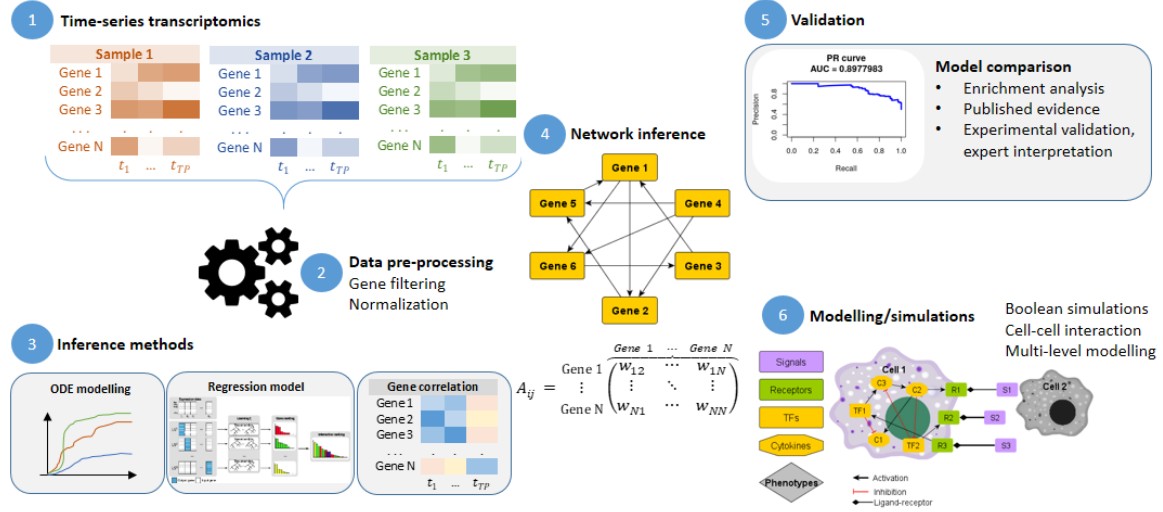 1 Time-series transcriptomics
Sample 1 Sample 2 Sample 3
Gene 1 Gene 1 Gene 1
Gene 2 Gene 2 Gene 2
Gene 3 Gene 3 Gene 3
. . . . . . . . . . . . . . .
Gene N Gene N Gene N
t1 ... tTP t1 ... tTP t1 ... tTP
2 Data pre-processing
Gene filtering
Normalization
3 Inference methods
ODE modelling
Regression model
Gene correlation
Gene 1
Gene 2
Gene 3
. . . . .
Gene N
t1 ... tTP
4 Network inference
Gene 1
Gene 5 Gene 4
Gene 6 Gene 3
Gene 2
Gene 1 ... Gene N
Aij =
Gene 1 w12 ⋯ w1N
⋮ ⋮ ⋱ ⋮
Gene N wN1 ⋯ wNN
5 Validation
PR curve
AUC = 0.8977983
Precision
0.8
0.4
0.0
0.0 0.2 0.4 0.6 0.8 1.0
Recall
Model comparison
• Enrichment analysis
• Published evidence
• Experimental validation,
expert interpretation
6 Modelling/simulations
Boolean simulations
Cell-cell interaction
Multi-level modelling
Signals
Receptors
TFs
Cytokines
Phenotypes
Cell 1
Cell 2
C3 C2 R1 S1
TF1 R2 S2
C1 TF2 R3 S3
Activation
Inhibition
Ligand-receptor